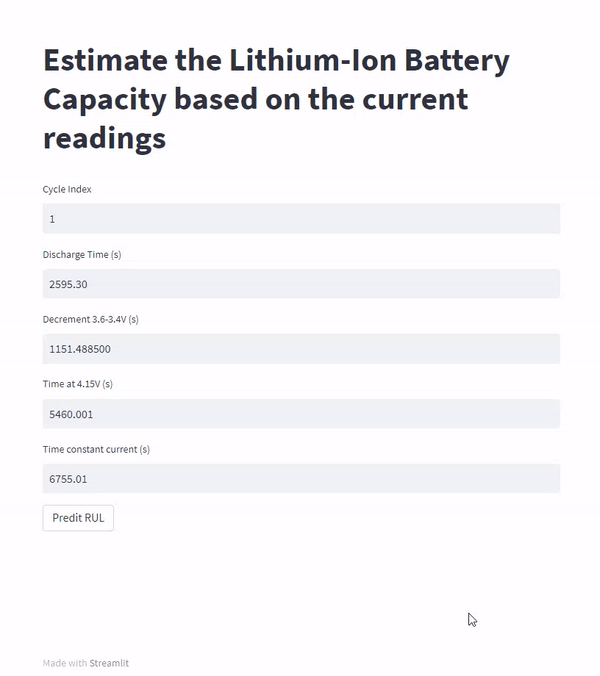 Estimate the Lithium-Ion Battery
Capacity based on the current
readings
Cycle Index
1
Discharge Time (s)
2595.30
Decrement 3.6-3.4V (s)
1151.488500
Time at 4.15V (s)
5460.001
Time constant current (s)
6755.01
Predit RUL
Made with Streamlit